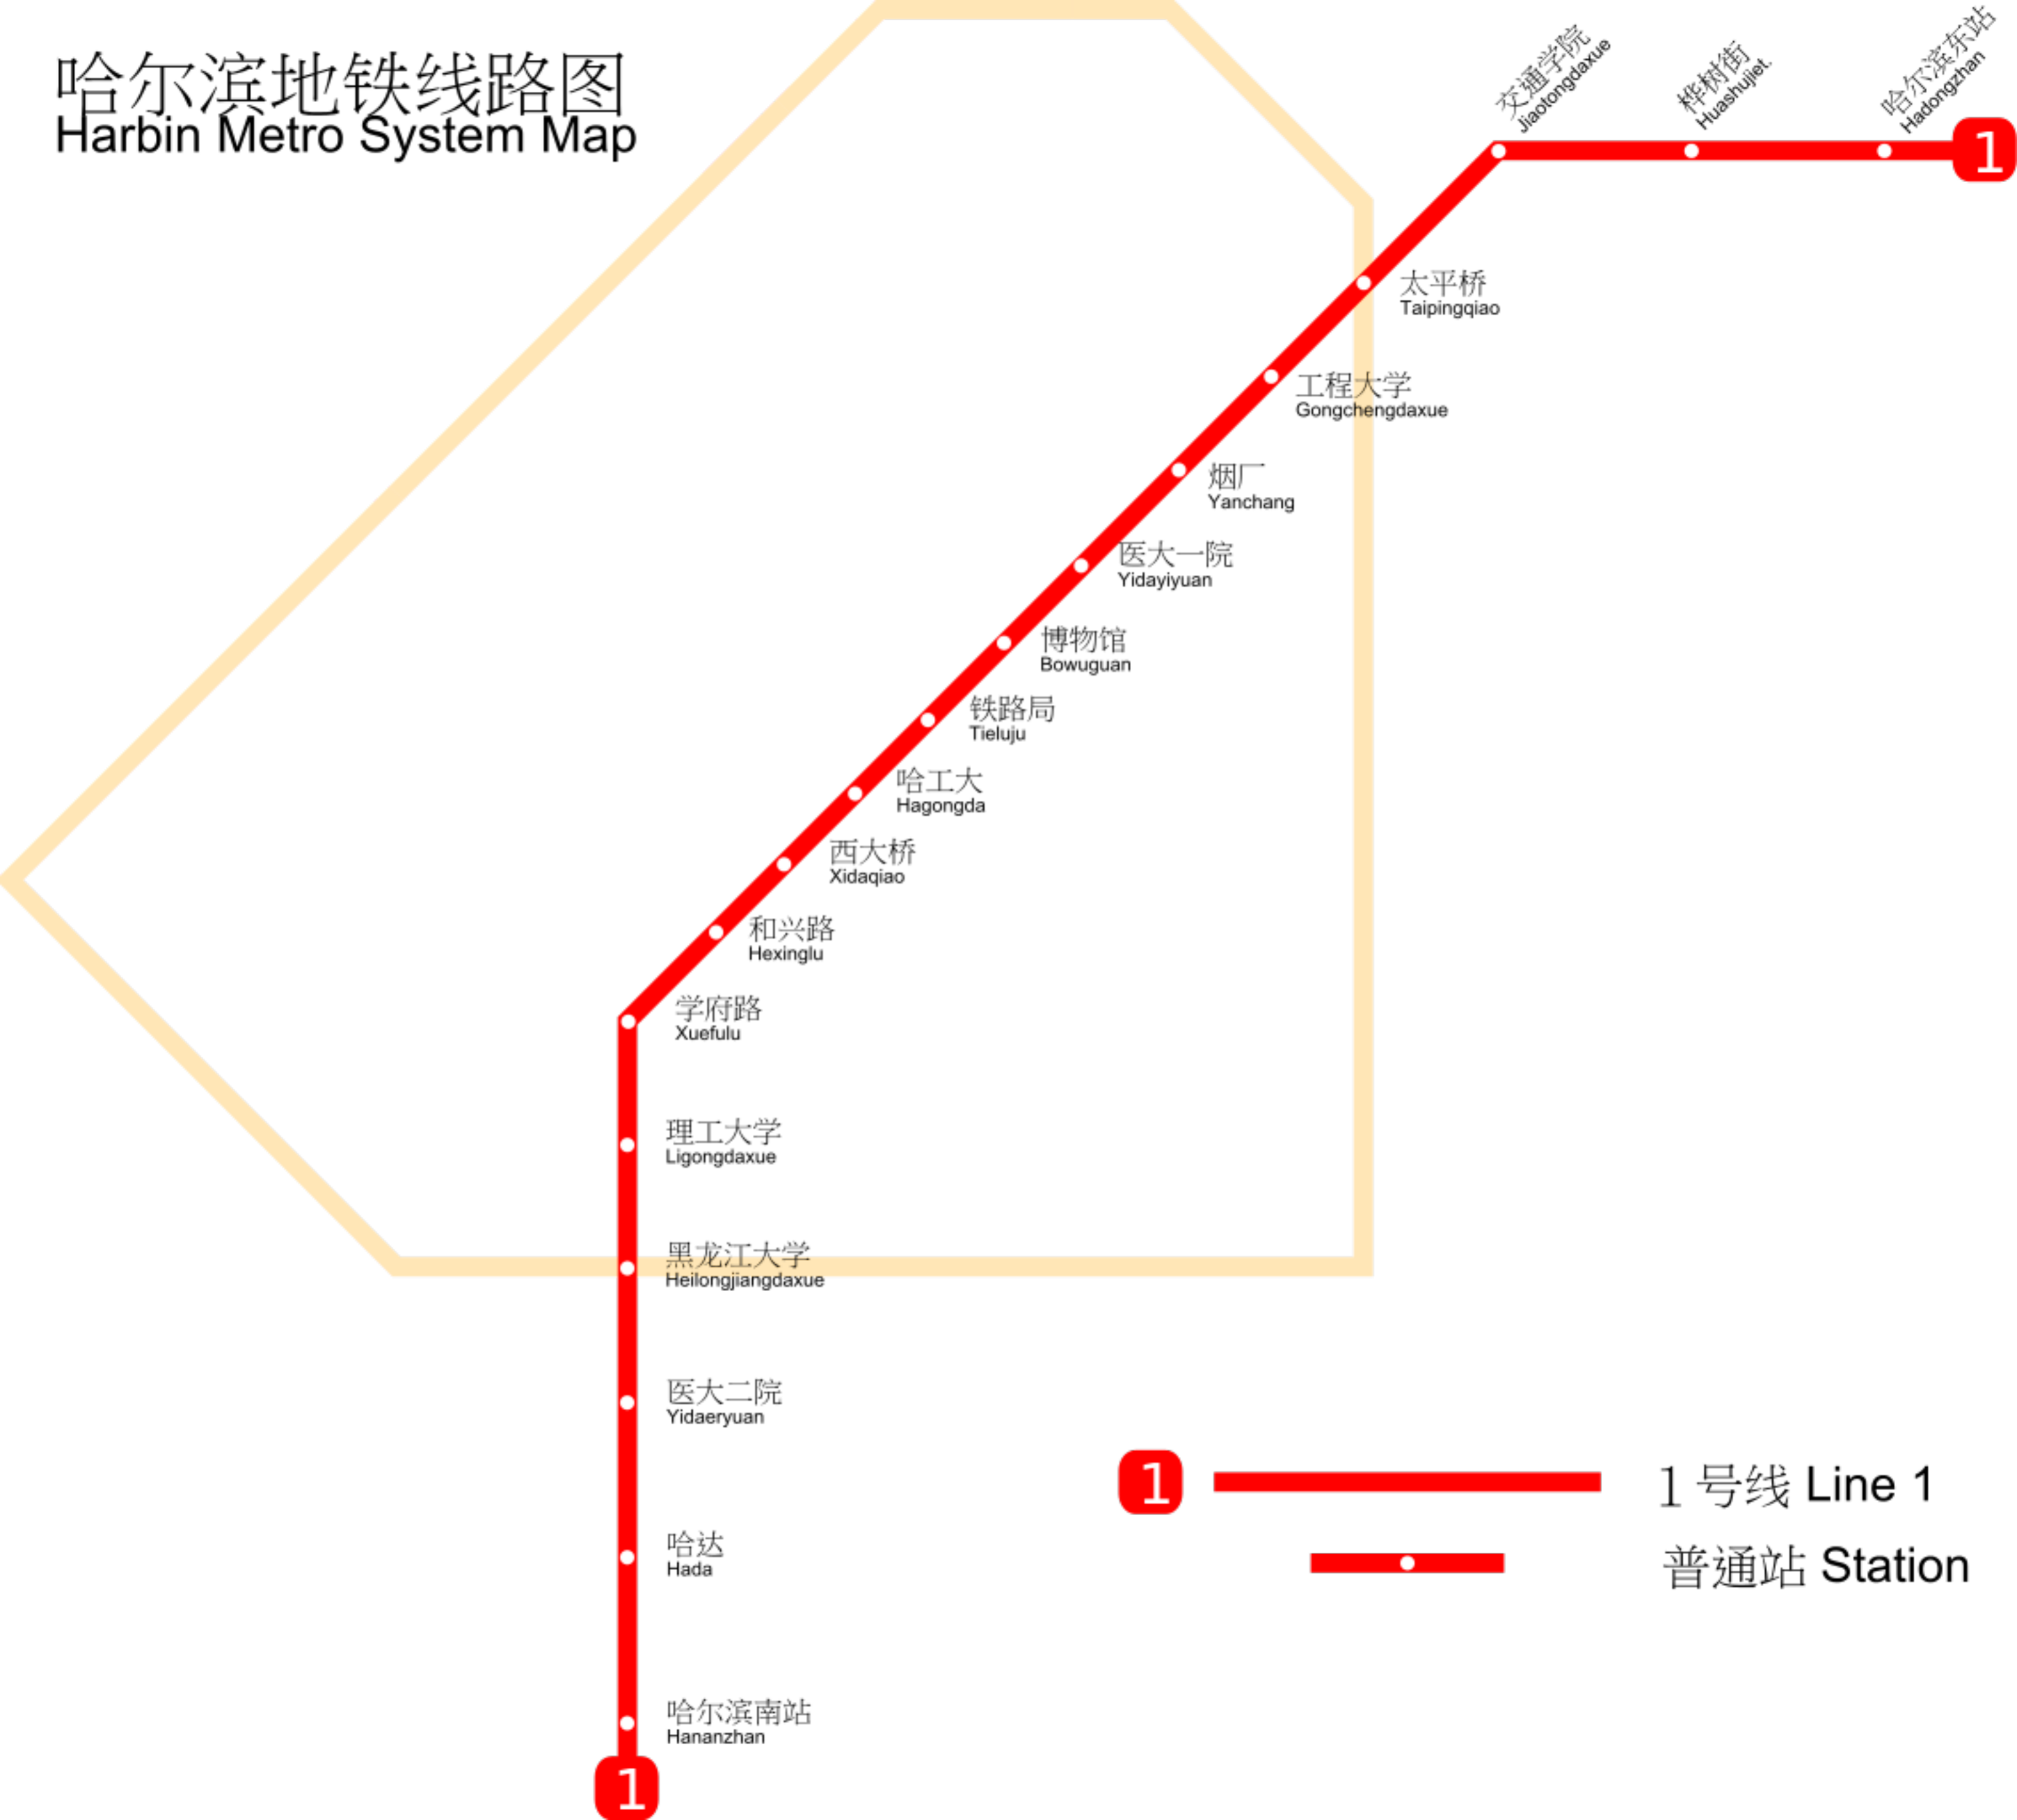 哈尔滨地铁线路图
Harbin Metro System Map
交通学院
Jiaotongdaxue
桦树街
Huashujiet.
哈尔滨东站
Hadongzhan
1
太平桥
Taipingqiao
工程大学
Gongchengdaxue
烟厂
Yanchang
医大一院
Yidayiyuan
博物馆
Bowuguan
铁路局
Tieluju
哈工大
Hagongda
西大桥
Xidaqiao
和兴路
Hexinglu
学府路
Xuefulu
理工大学
Ligongdaxue
黑龙江大学
Heilongjiangdaxue
医大二院
Yidaeryuan
哈达
Hada
哈尔滨南站
Hananzhan
1
1
1 号线 Line 1
普通站 Station